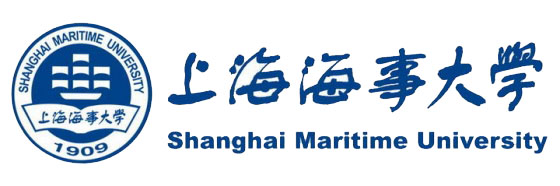 SHANGHAI MARITIME UNIVERSITY
上海海事大学
1909
上海海事大学
Shanghai Maritime University